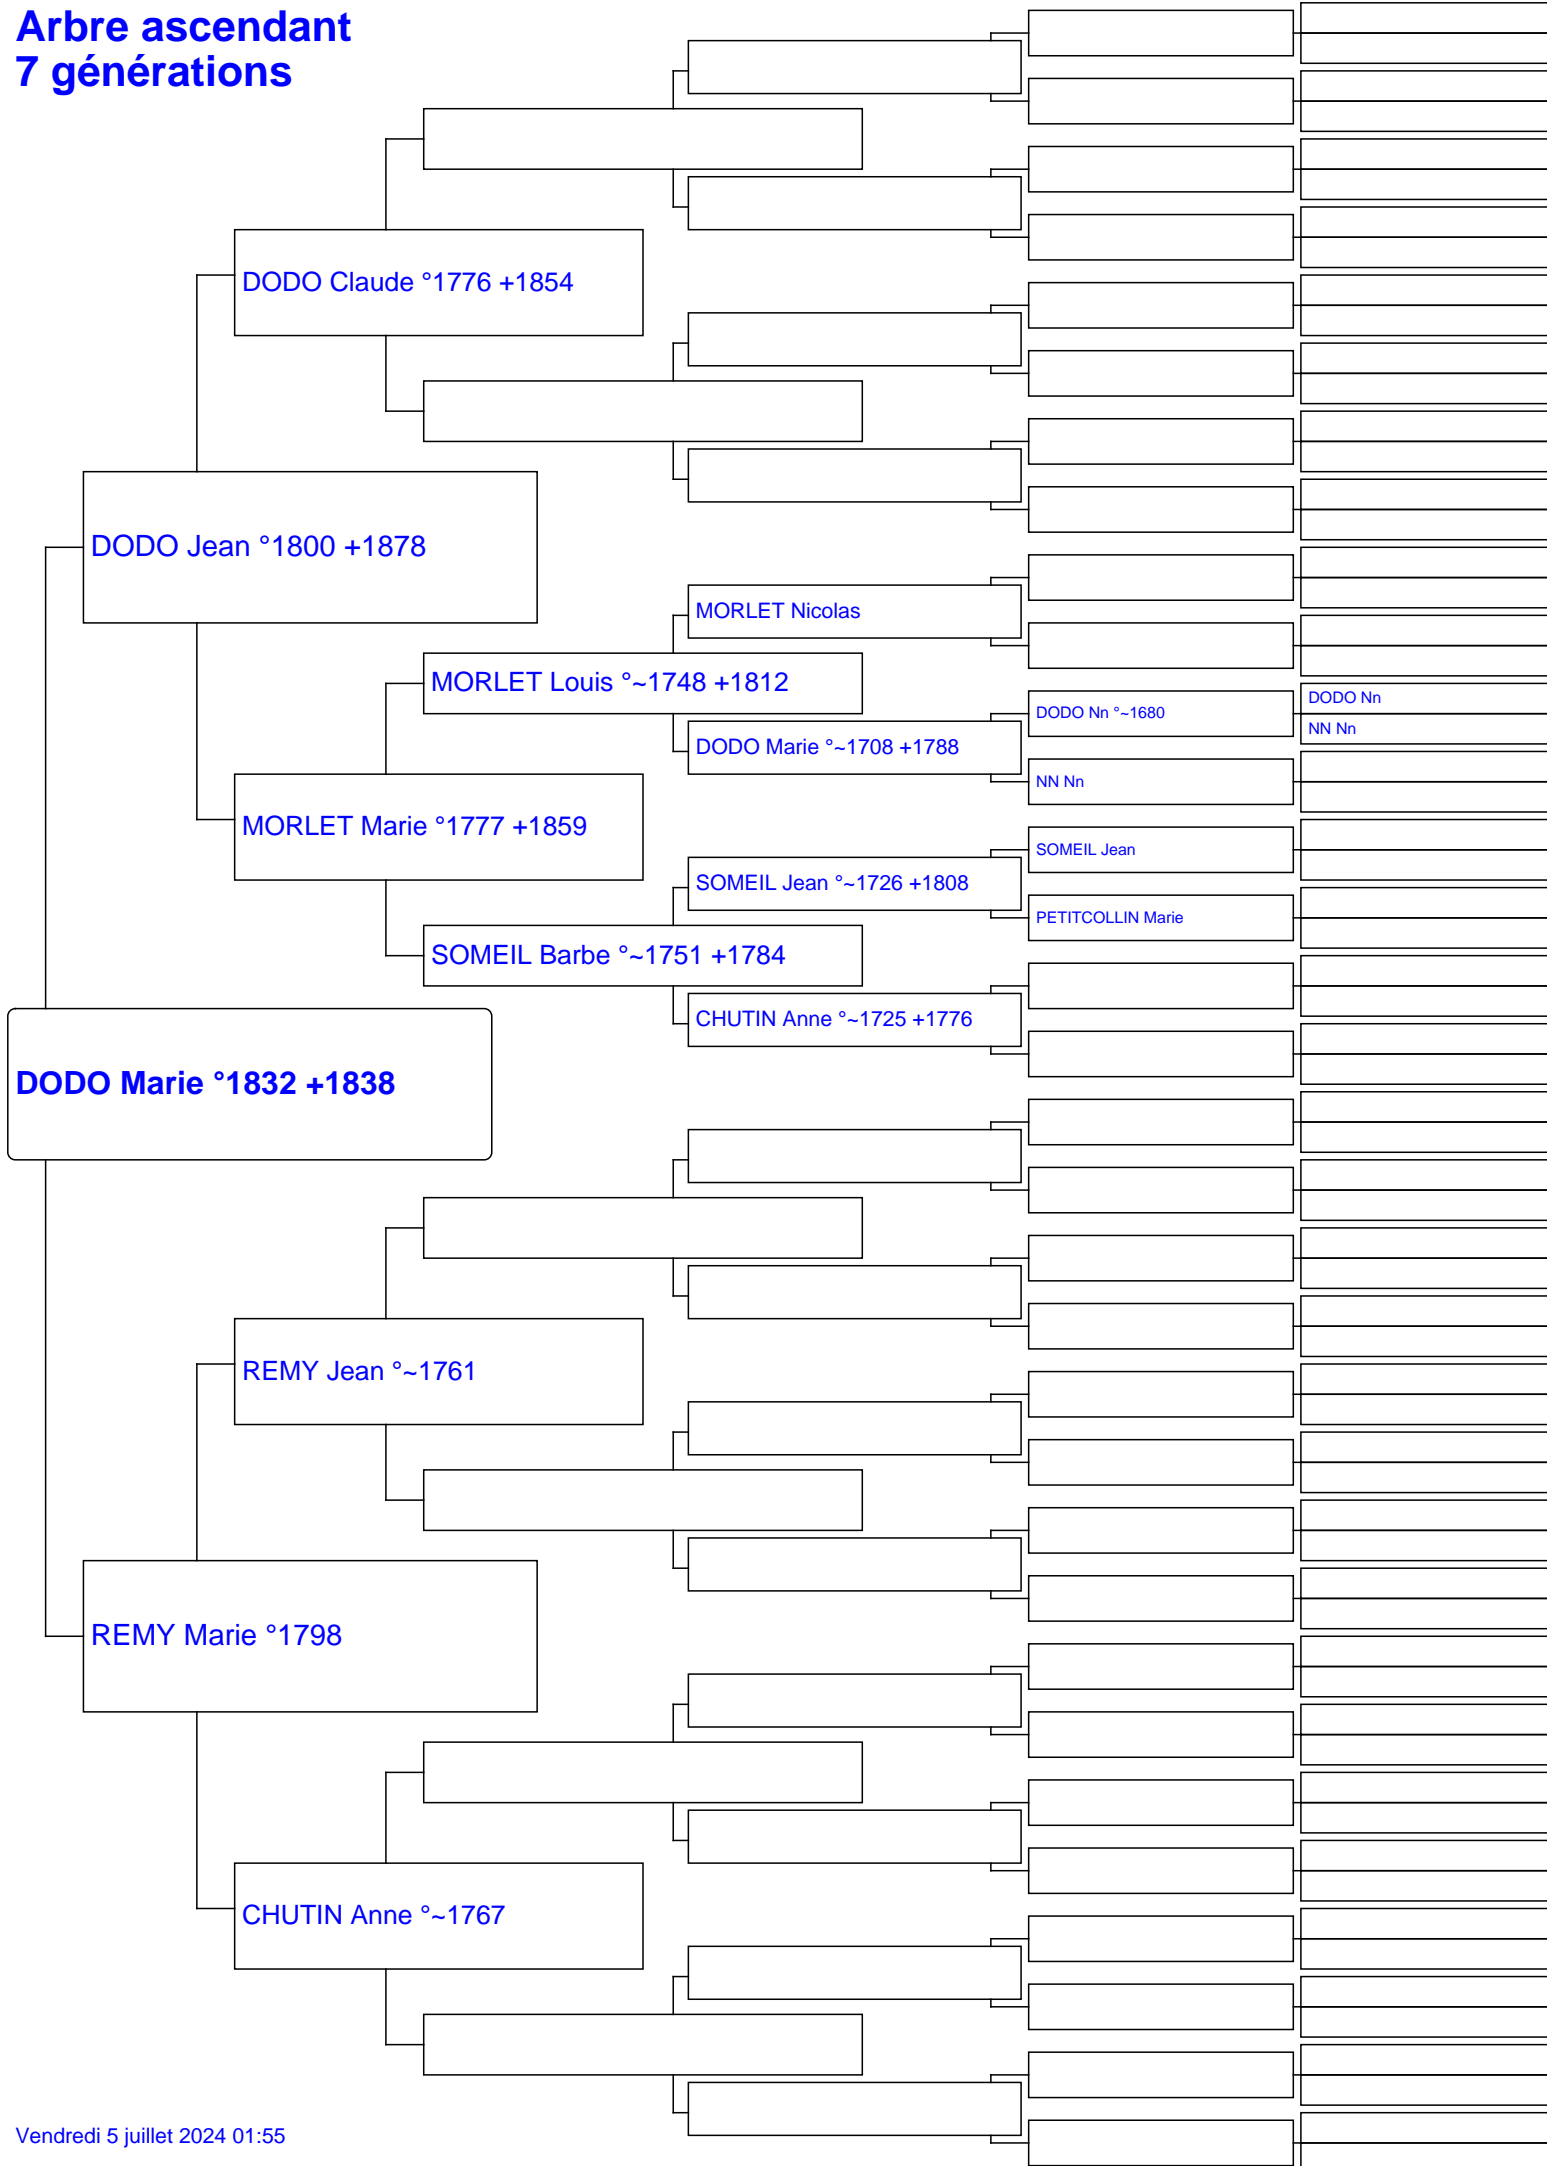 Arbre ascendant
7 générations
DODO Claude °1776 +1854
DODO Jean °1800 +1878
MORLET Nicolas
MORLET Louis °~1748 +1812
DODO Nn °~1680
DODO Nn
NN Nn
DODO Marie °~1708 +1788
NN Nn
MORLET Marie °1777 +1859
SOMEIL Jean
SOMEIL Jean °~1726 +1808
PETITCOLLIN Marie
SOMEIL Barbe °~1751 +1784
CHUTIN Anne °~1725 +1776
DODO Marie °1832 +1838
REMY Jean °~1761
REMY Marie °1798
CHUTIN Anne °~1767
Vendredi 5 juillet 2024 01:55